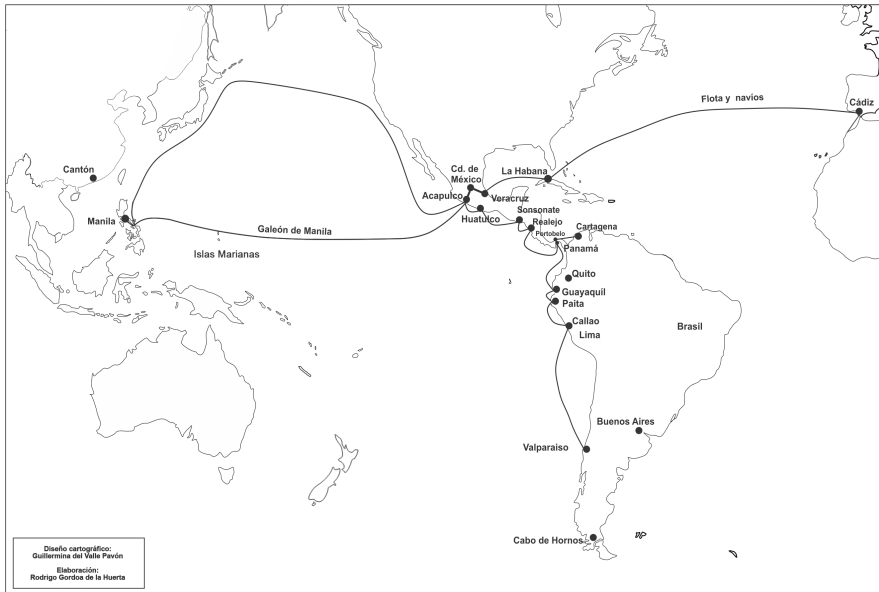 Flota y navíos
Cádiz
Cantón
Cd. de
México
La Habana
Acapulco
Veracruz
Huatulco
Sonsonate
Manila
Realejo
Cartagena
Portobelo
Galeón de Manila
Panamá
Islas Marianas
Quito
Guayaquíl
Paita
Callao
Lima
Brasil
Buenos Aires
Valparaiso
Cabo de Hornos
Diseño cartográfico:
Guillermina del Valle Pavón
Elaboración:
Rodrigo Gordoa de la Huerta